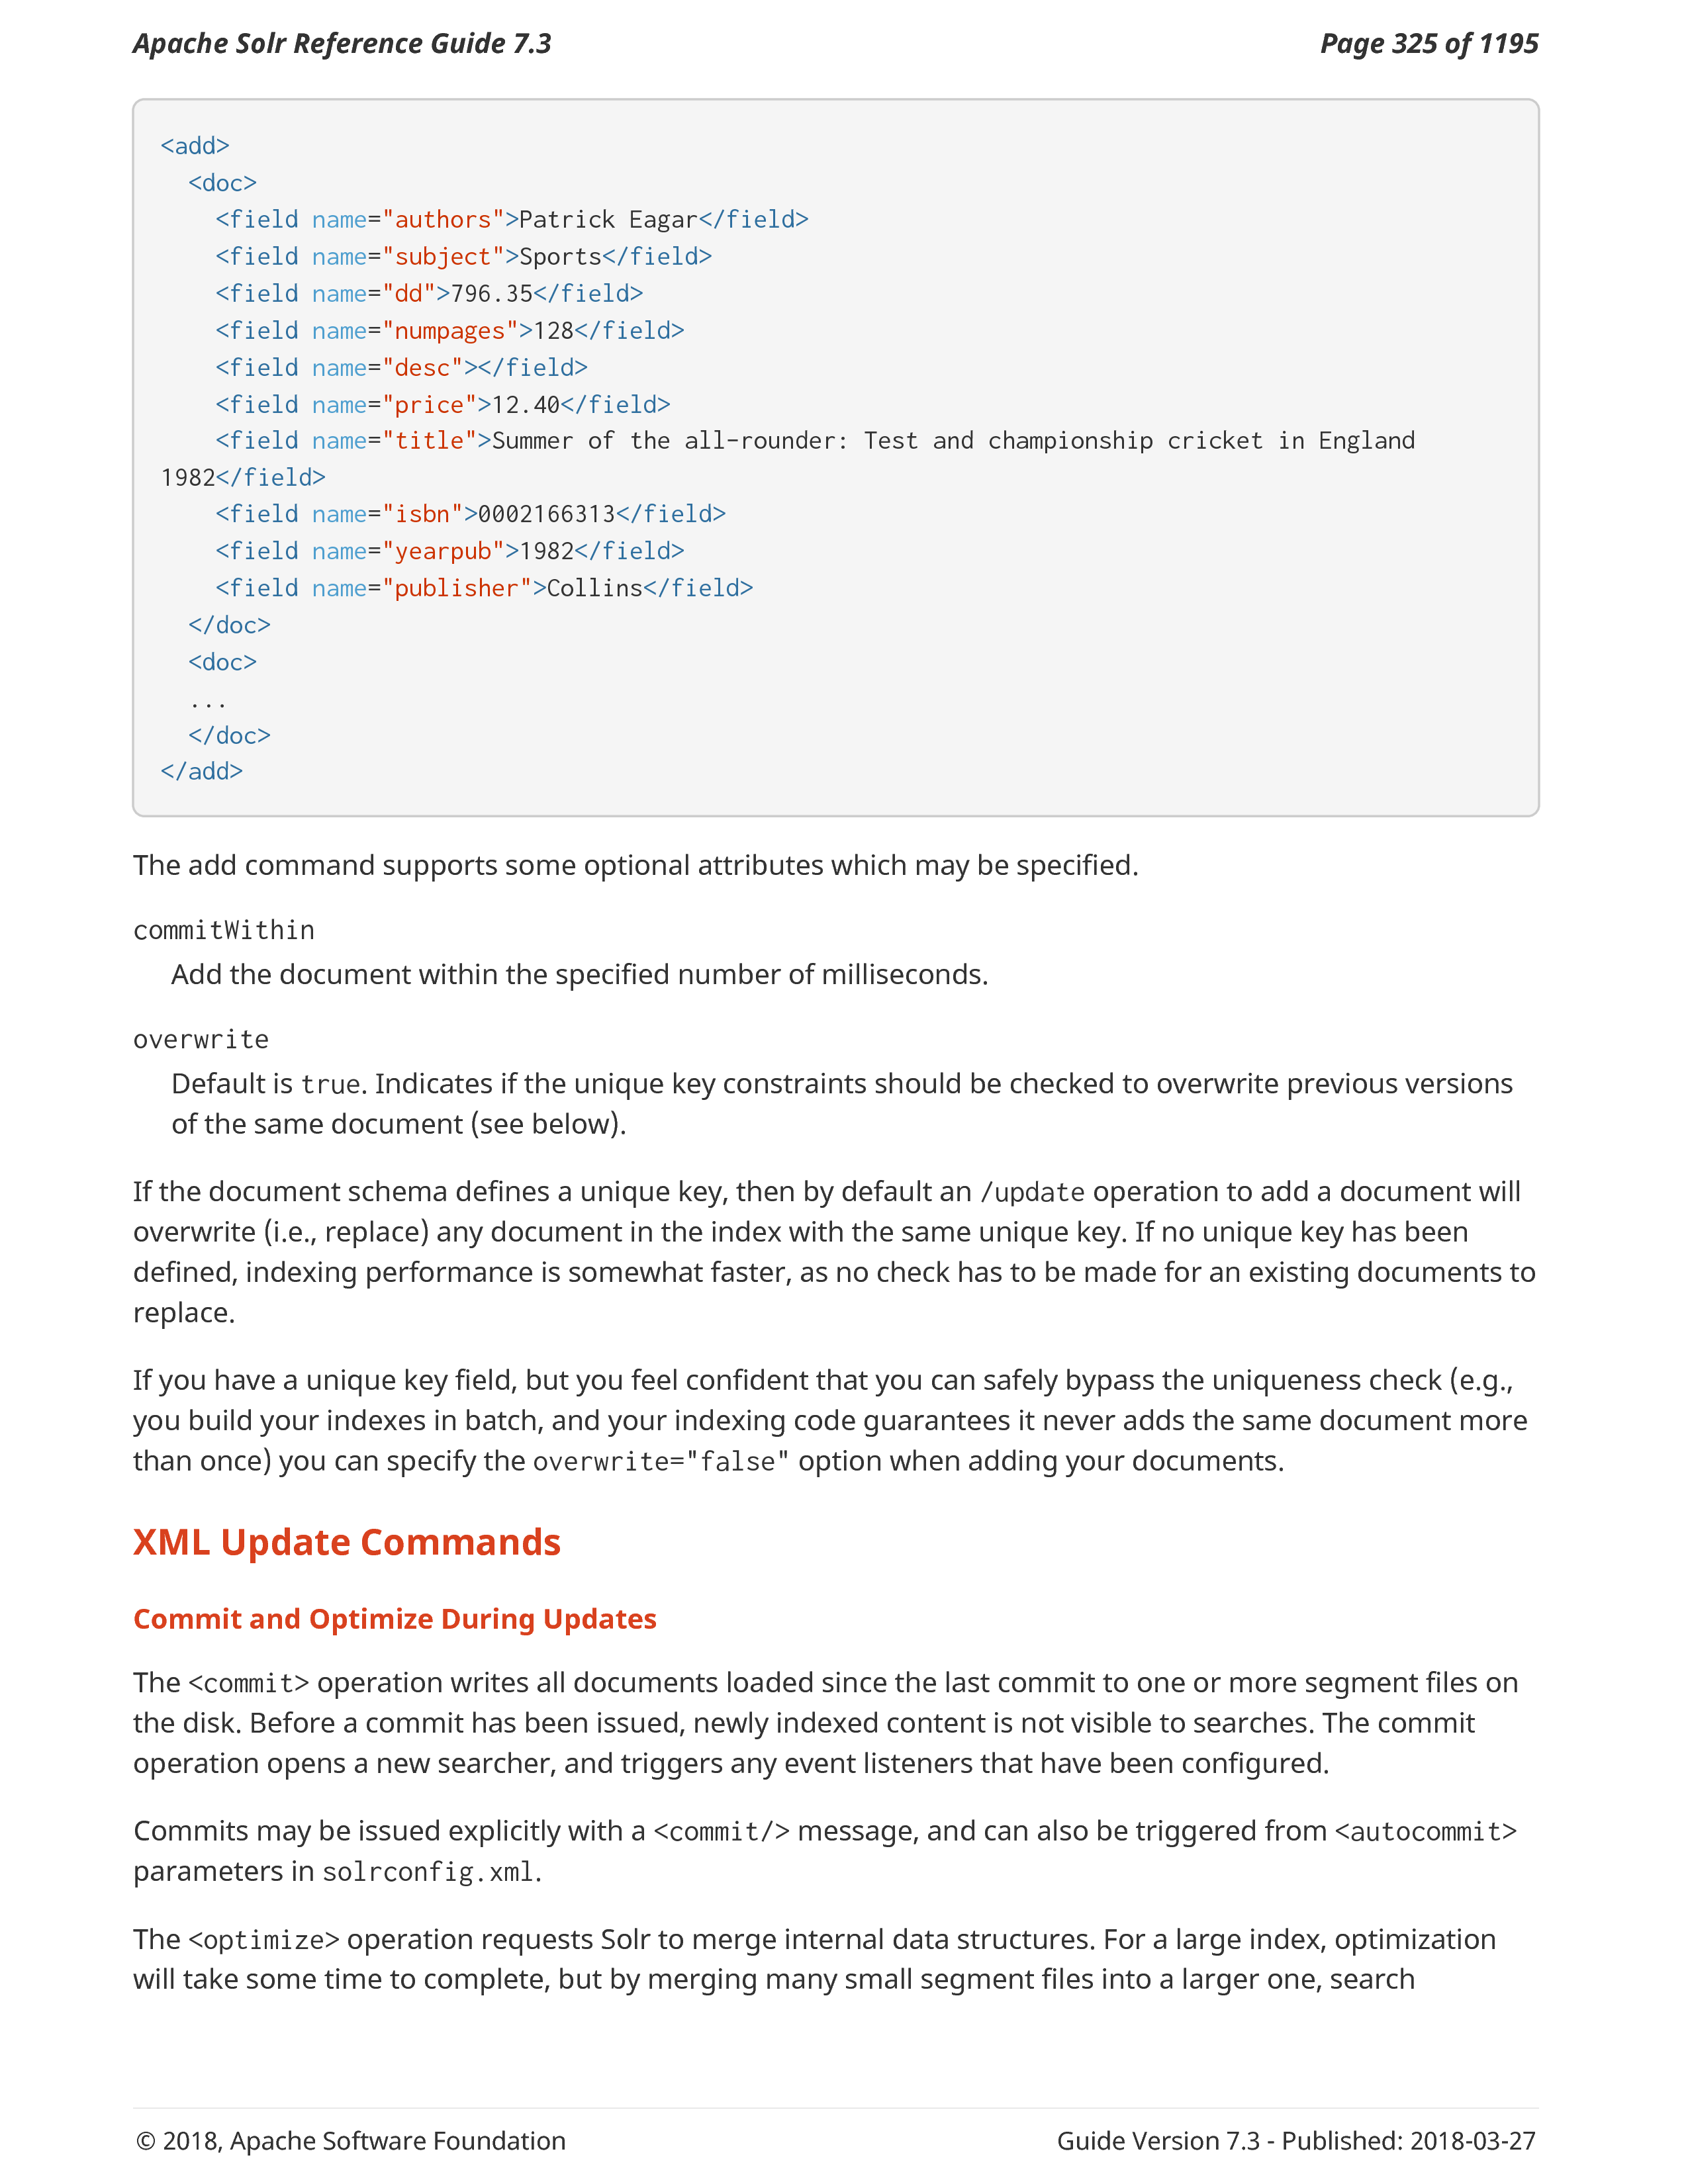 Apache Solr Reference Guide 7.3
Page 325 of 1195
<add>
  <doc>
    <field name="authors">Patrick Eagar</field>
    <field name="subject">Sports</field>
    <field name="dd">796.35</field>
    <field name="numpages">128</field>
    <field name="desc"></field>
    <field name="price">12.40</field>
    <field name="title">Summer of the all-rounder: Test and championship cricket in England
1982</field>
    <field name="isbn">0002166313</field>
    <field name="yearpub">1982</field>
    <field name="publisher">Collins</field>
  </doc>
  <doc>
  ...
  </doc>
</add>
The add command supports some optional attributes which may be specified.
commitWithin
Add the document within the specified number of milliseconds.
overwrite
Default is true. Indicates if the unique key constraints should be checked to overwrite previous versions
of the same document (see below).
If the document schema defines a unique key, then by default an /update operation to add a document will
overwrite (i.e., replace) any document in the index with the same unique key. If no unique key has been
defined, indexing performance is somewhat faster, as no check has to be made for an existing documents to
replace.
If you have a unique key field, but you feel confident that you can safely bypass the uniqueness check (e.g.,
you build your indexes in batch, and your indexing code guarantees it never adds the same document more
than once) you can specify the overwrite="false" option when adding your documents.
XML Update Commands
Commit and Optimize During Updates
The <commit> operation writes all documents loaded since the last commit to one or more segment files on
the disk. Before a commit has been issued, newly indexed content is not visible to searches. The commit
operation opens a new searcher, and triggers any event listeners that have been configured.
Commits may be issued explicitly with a <commit/> message, and can also be triggered from <autocommit>
parameters in solrconfig.xml.
The <optimize> operation requests Solr to merge internal data structures. For a large index, optimization
will take some time to complete, but by merging many small segment files into a larger one, search
© 2018, Apache Software Foundation
Guide Version 7.3 - Published: 2018-03-27